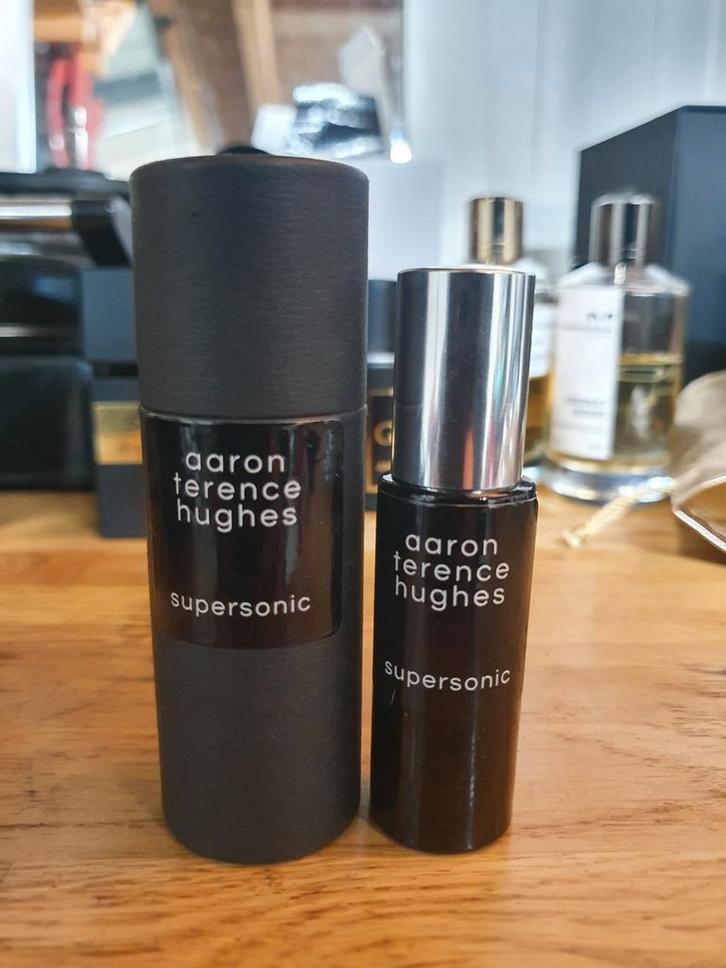 aaron
terence
hughes
supersonic
aaron
terence
hughes
supersonic